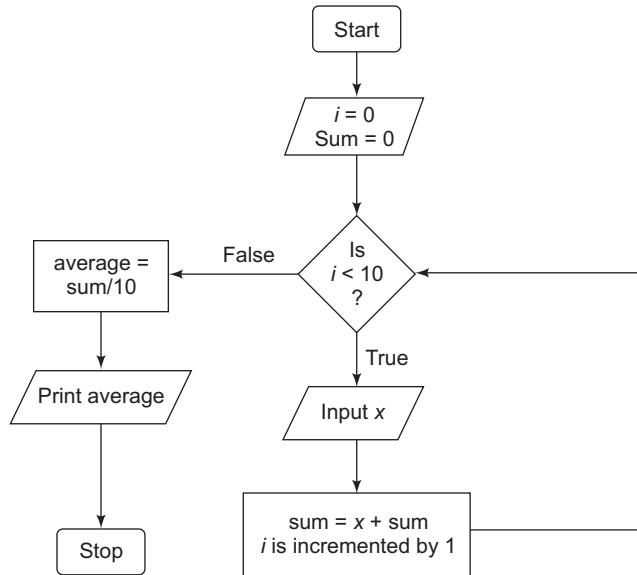 Start
i = 0
Sum = 0
Is
i < 10
?
False
average =
sum/10
True
Print average
Input x
sum = x + sum
i is incremented by 1
Stop